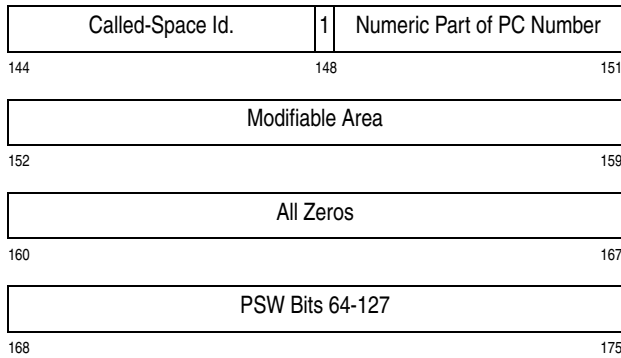 Called-Space Id. 1 Numeric Part of PC Number
144 148 151
Modifiable Area
152 159
All Zeros
160 167
PSW Bits 64-127
168 175